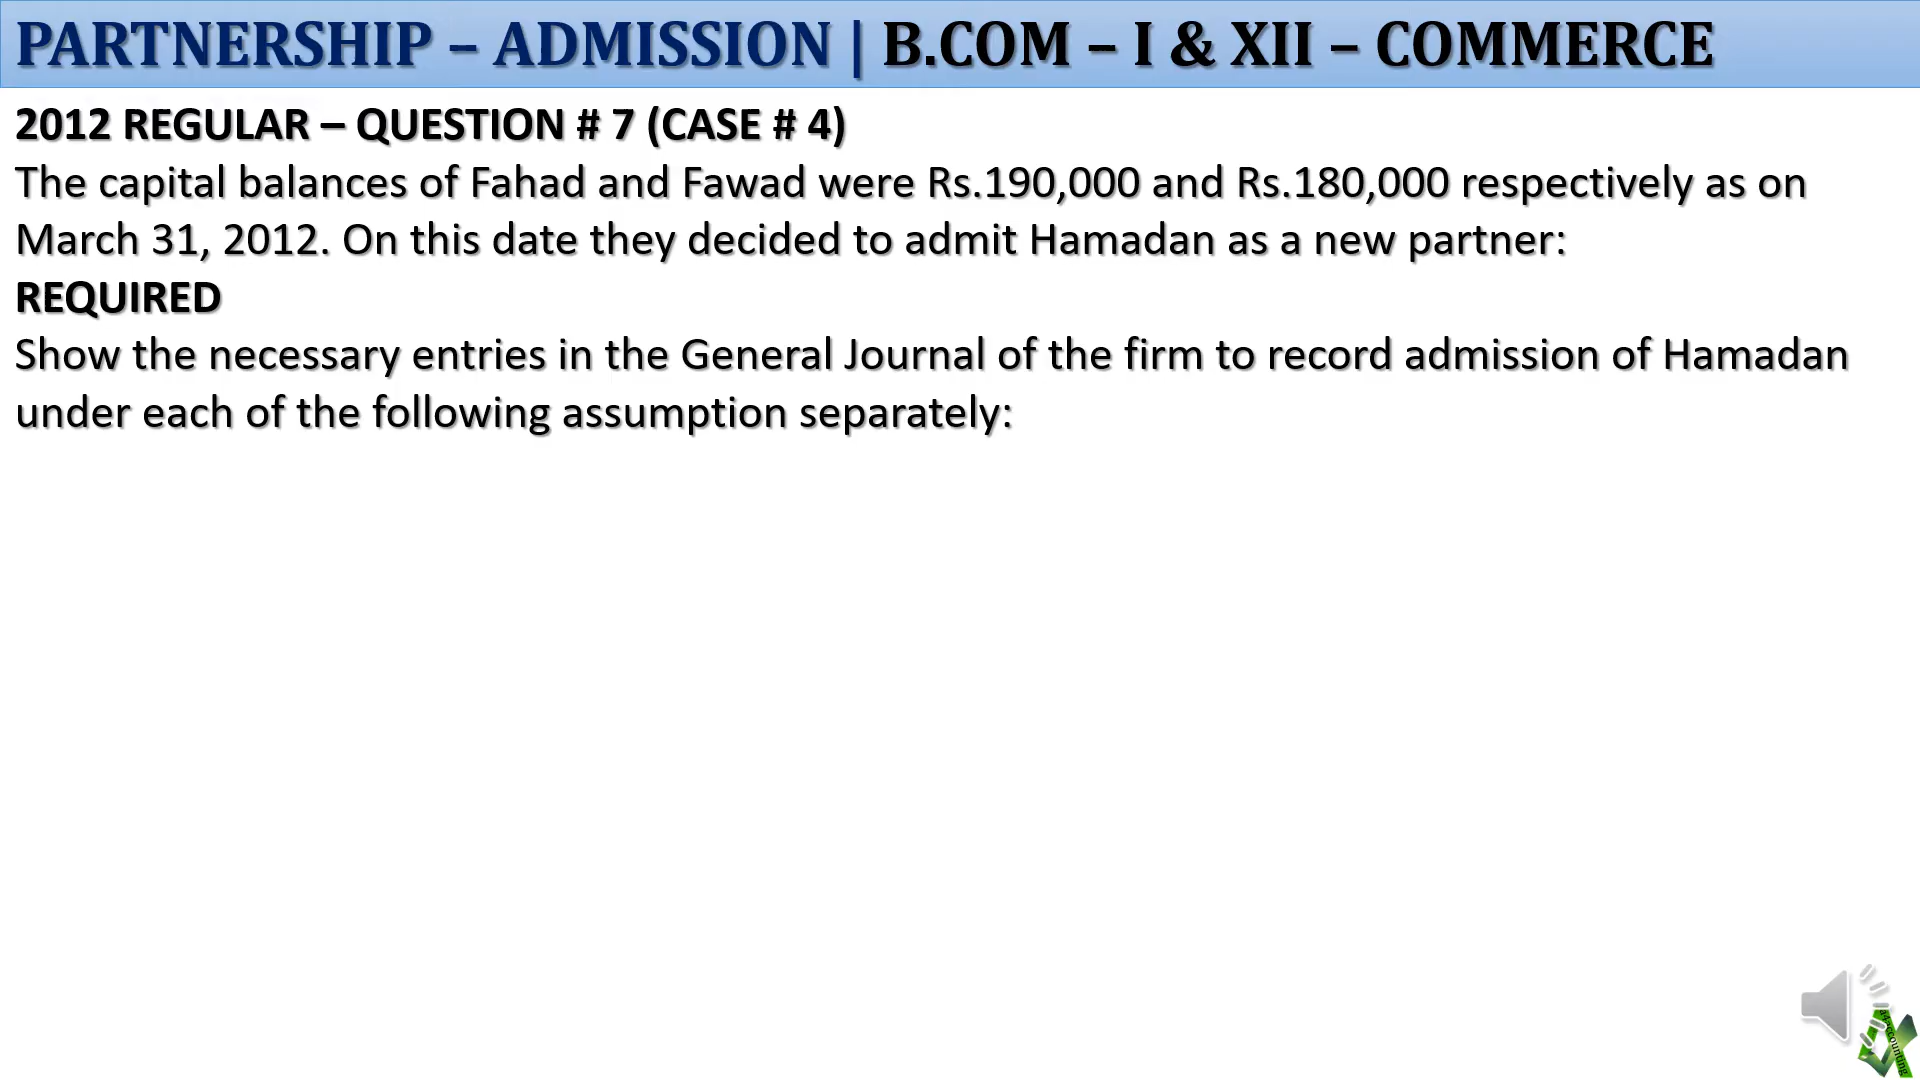 PARTNERSHIP – ADMISSION | B.COM – I & XII – COMMERCE
2012 REGULAR – QUESTION # 7 (CASE # 4)
The capital balances of Fahad and Fawad were Rs.190,000 and Rs.180,000 respectively as on
March 31, 2012. On this date they decided to admit Hamadan as a new partner:
REQUIRED
Show the necessary entries in the General Journal of the firm to record admission of Hamadan
under each of the following assumption separately: